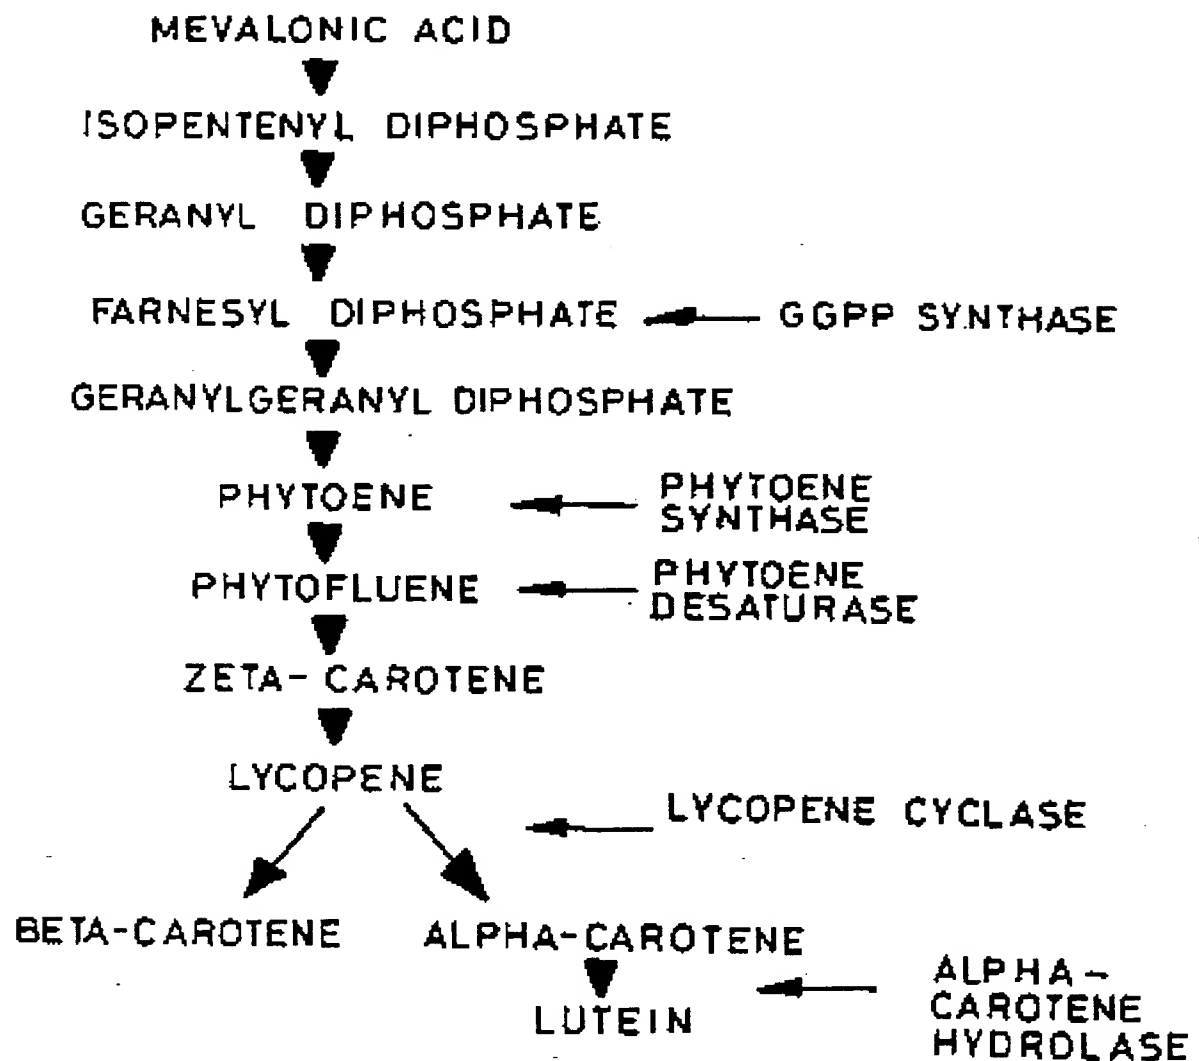 MEVALONIC ACID
ISOPENTENYL DIPHOSPHATE
GERANYL DIPHOSPHATE
FARNESYL DIPHOSPHATE
GGPP SYNTHASE
GERANYLGERANYL DIPHOSPHATE
PHYTOENE
PHYTOENE
SYNTHASE
PHYTOFLUENE
PHYTOENE
DESATURASE
ZETA-CAROTENE
LYCOPENE
LYCOPENE CYCLASE
BETA-CAROTENE
ALPHA-CAROTENE
LUTEIN
ALPHA-
CAROTENE
HYDROLASE